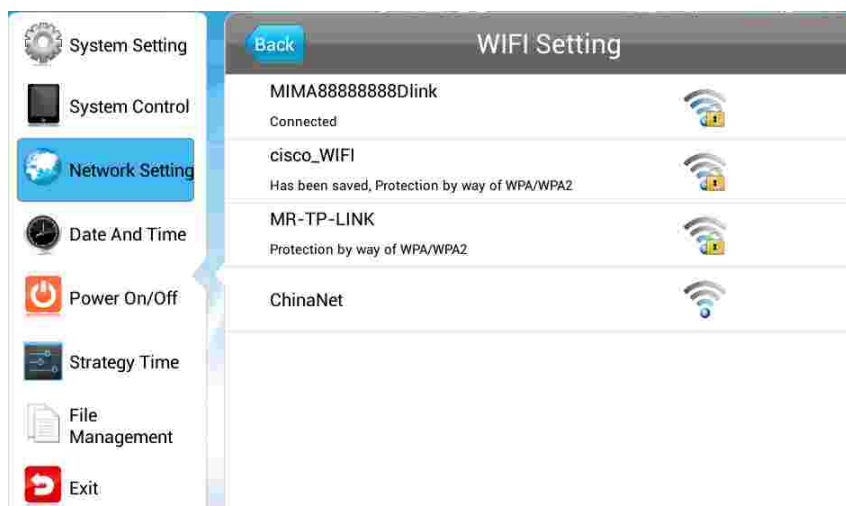 System Setting
System Control
Network Setting
Date And Time
Power On/Off
Strategy Time
File
Management
Exit
Back
WIFI Setting
MIMA88888888Dlink
Connected
cisco_WIFI
Has been saved, Protection by way of WPA/WPA2
MR-TP-LINK
Protection by way of WPA/WPA2
ChinaNet